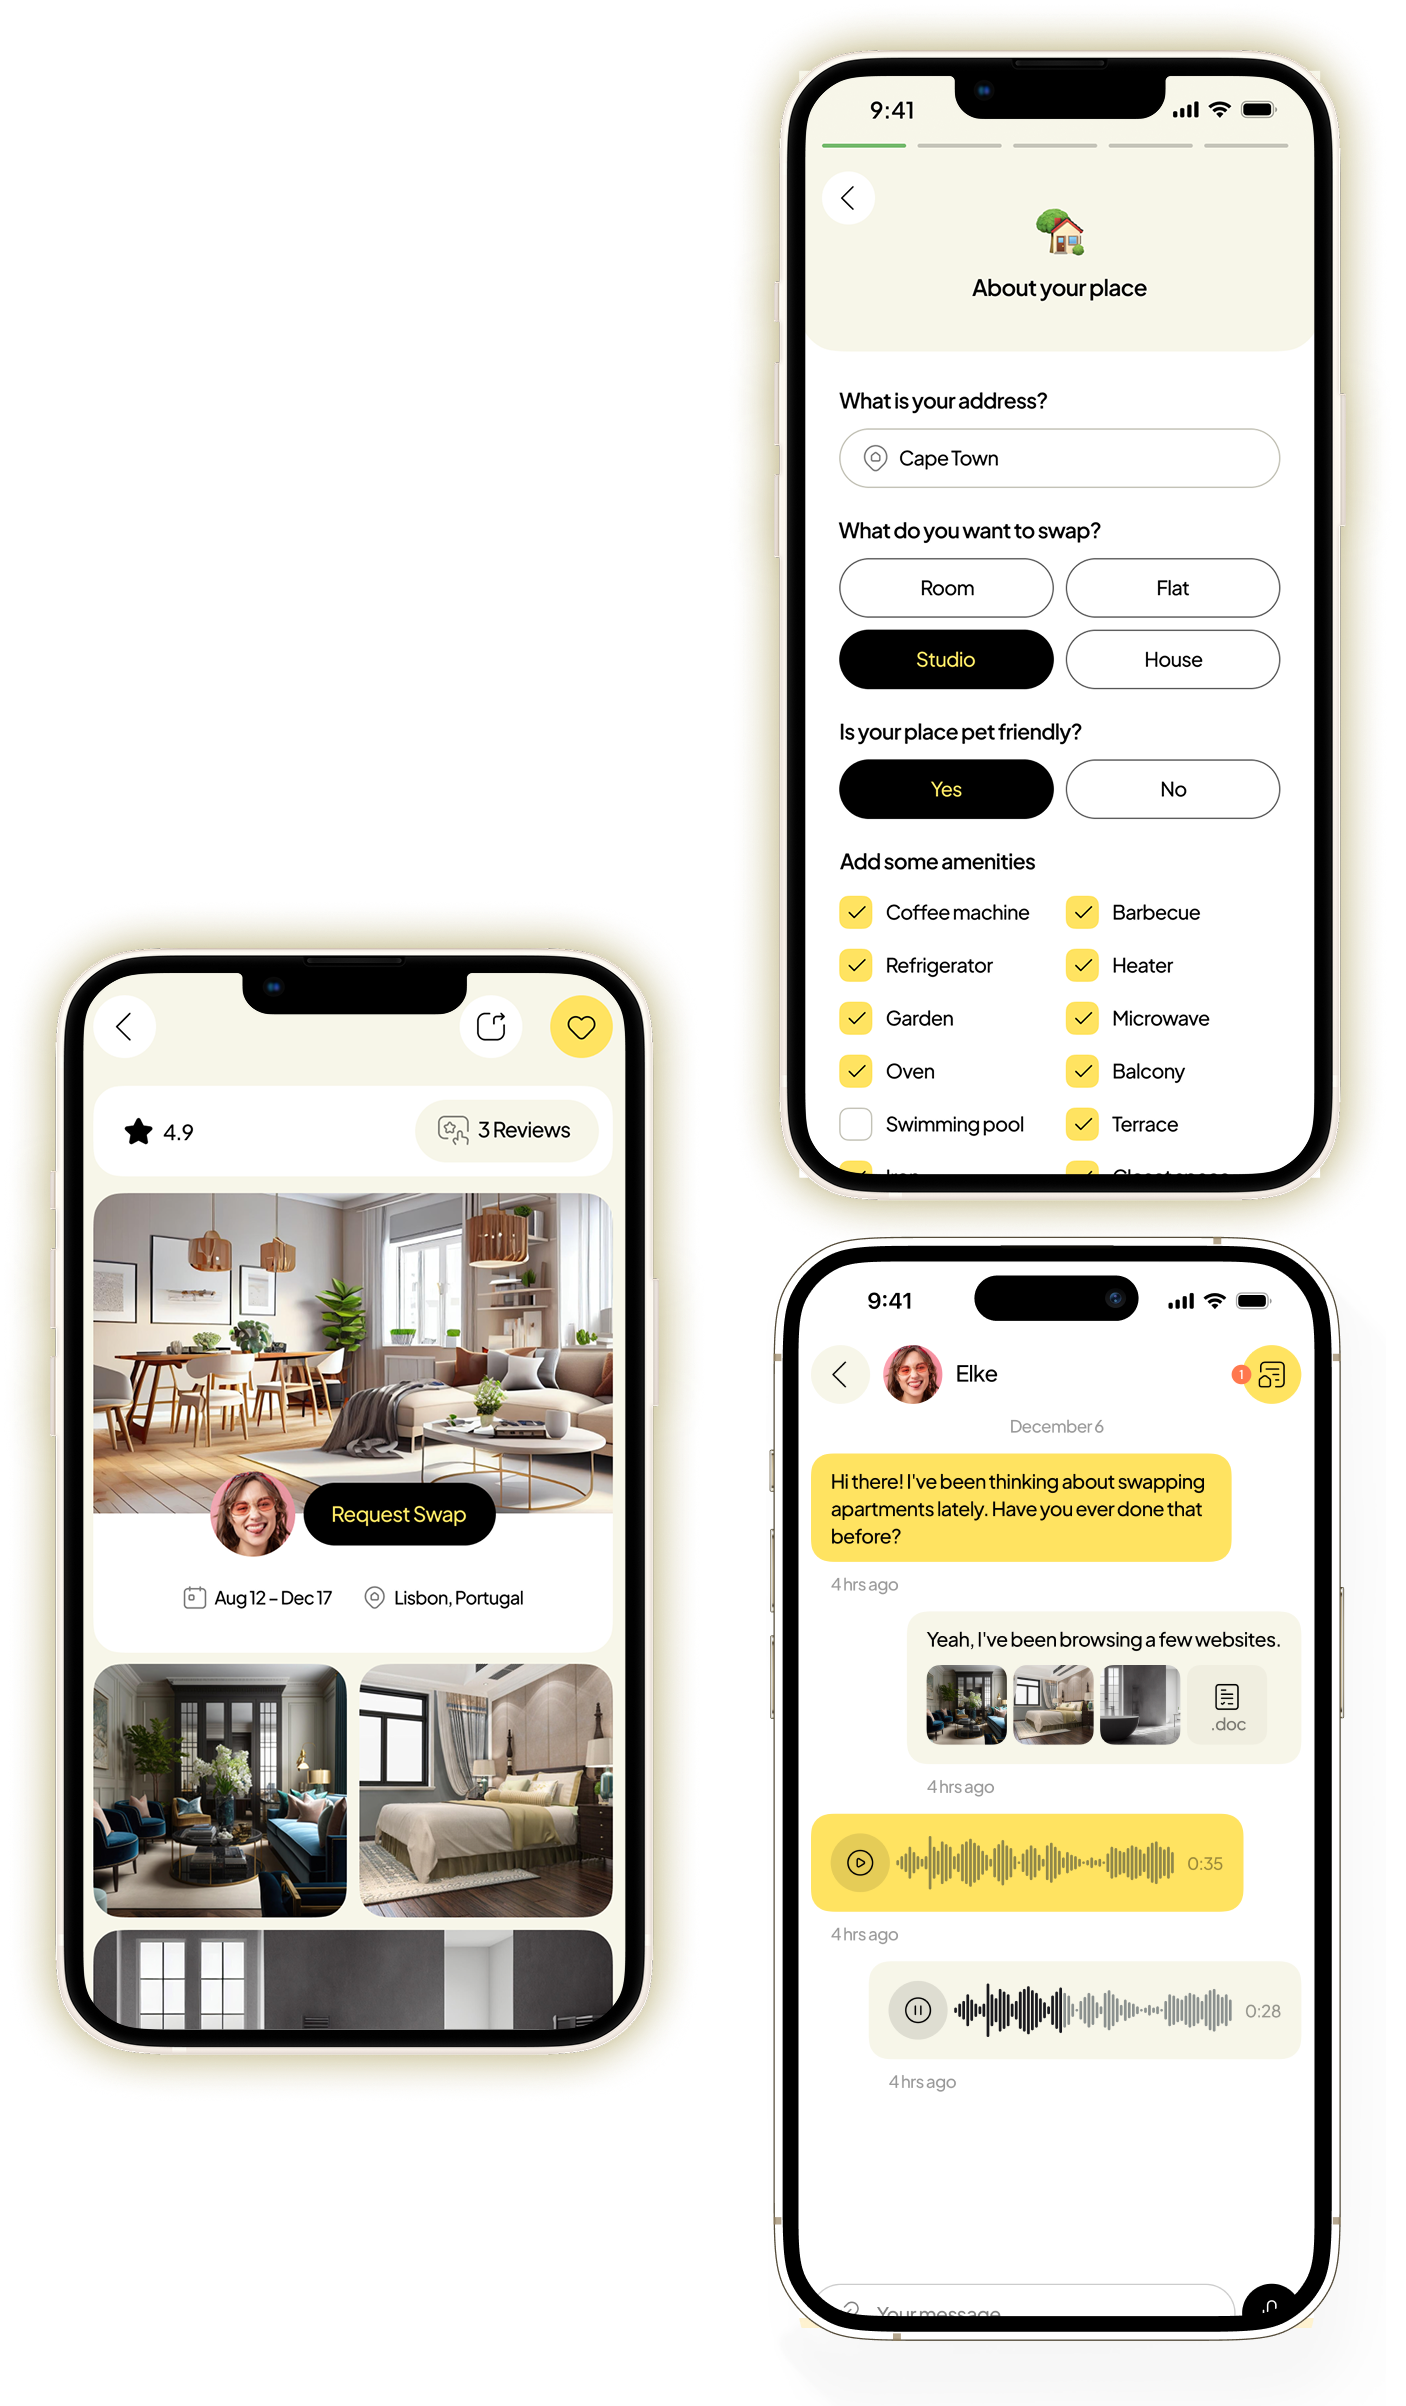 9:41
About your place
What is your address?
Cape Town
What do you want to swap?
Room
Flat
Studio
House
Is your place pet friendly?
Yes
No
Add some amenities
Coffee machine
Barbecue
Refrigerator
Heater
Garden
Microwave
Oven
Balcony
Swimming pool
Terrace
Iron
Closet space
4.9
3 Reviews
Request Swap
Aug 12 – Dec 17
Lisbon, Portugal
9:41
Elke
1
December 6
Hi there! I've been thinking about swapping
apartments lately. Have you ever done that
before?
4 hrs ago
Yeah, I've been browsing a few websites.
.doc
4 hrs ago
0:35
4 hrs ago
0:28
4 hrs ago
Your message